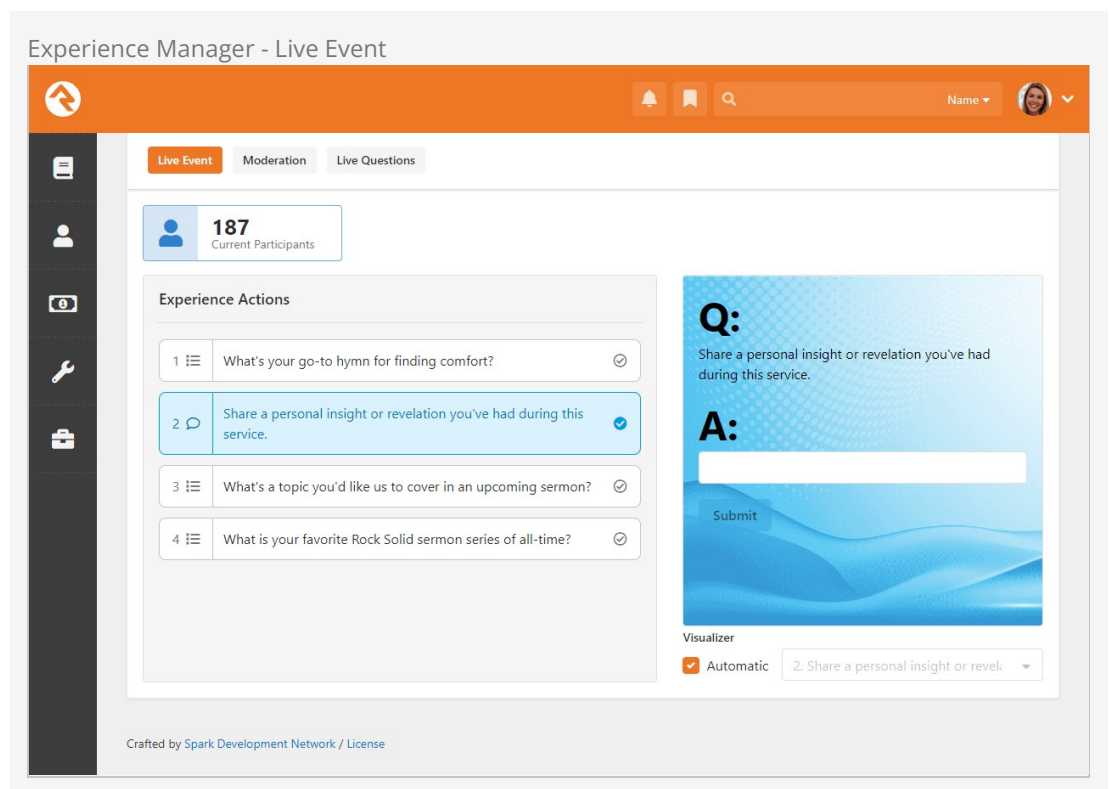 Experience Manager - Live Event
Name
Live Event
Moderation
Live Questions
187
Current Participants
Experience Actions
1
What's your go-to hymn for finding comfort?
2
Share a personal insight or revelation you've had during this
service.
3
What's a topic you'd like us to cover in an upcoming sermon?
4
What is your favorite Rock Solid sermon series of all-time?
Q:
Share a personal insight or revelation you've had
during this service.
A:
Submit
Visualizer
Automatic
2. Share a personal insight or revel
Crafted by Spark Development Network / License